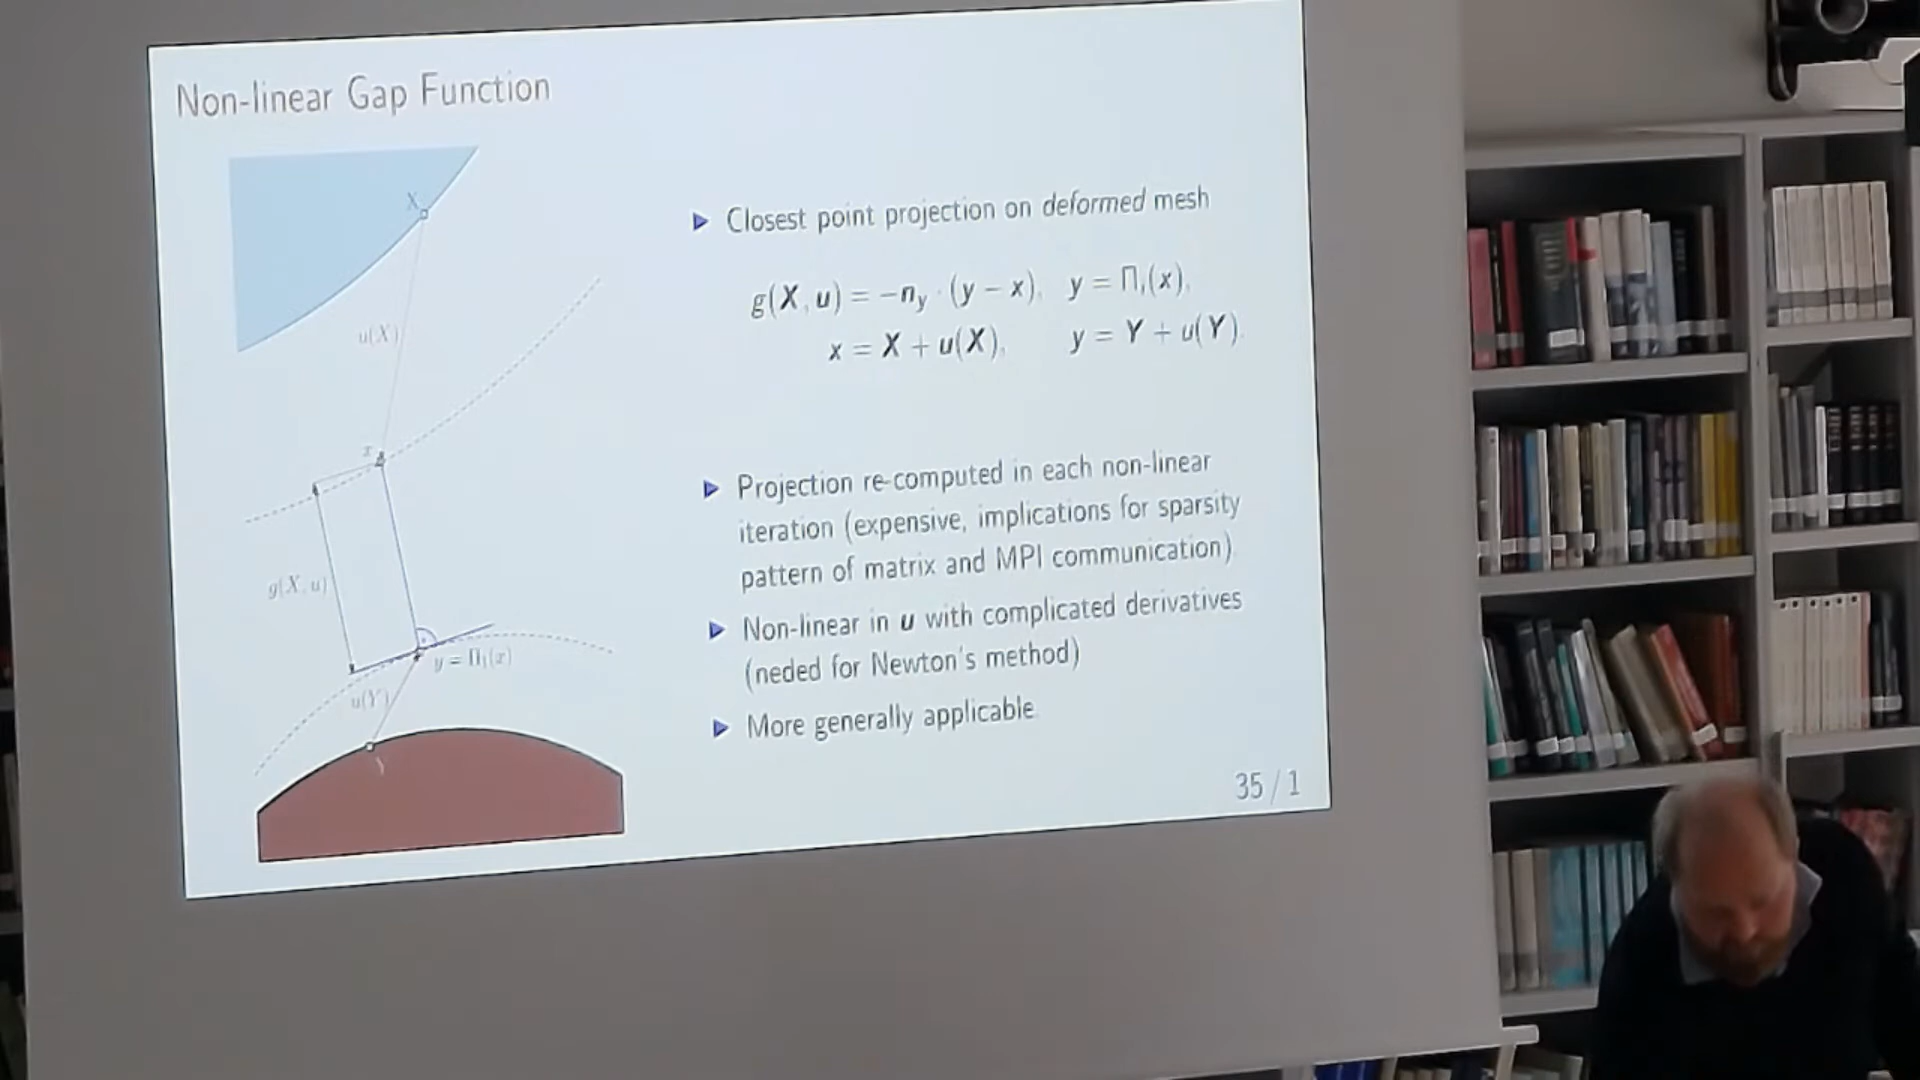 Non-linear Gap Function
X
u(X)
x
g(X, u)
y = Π₁(x)
u(Y)
Closest point projection on deformed mesh
g(X, u) = −n_y · (y − x), y = Π_I(x),
x = X + u(X), y = Y + u(Y).
Projection re-computed in each non-linear
iteration (expensive, implications for sparsity
pattern of matrix and MPI communication)
Non-linear in u with complicated derivatives
(neded for Newton's method)
More generally applicable
35 / 1